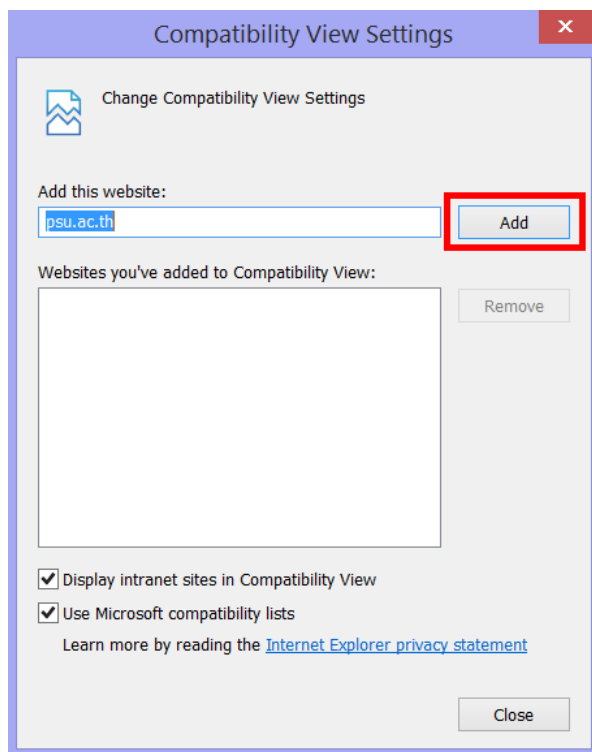 Compatibility View Settings
Change Compatibility View Settings
Add this website:
psu.ac.th
Add
Websites you've added to Compatibility View:
Remove
Display intranet sites in Compatibility View
Use Microsoft compatibility lists
Learn more by reading the Internet Explorer privacy statement
Close